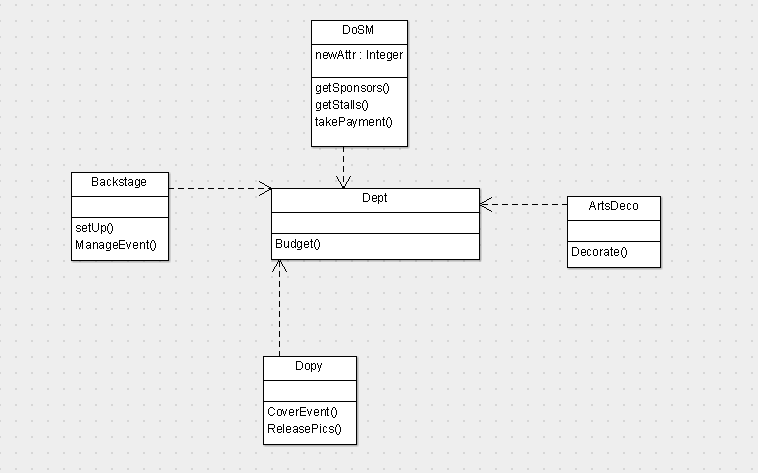 DoSM
newAttr : Integer
getSponsors()
getStalls()
takePayment()
Backstage
setUp()
ManageEvent()
Dept
Budget()
ArtsDeco
Decorate()
Dopy
CoverEvent()
ReleasePics()